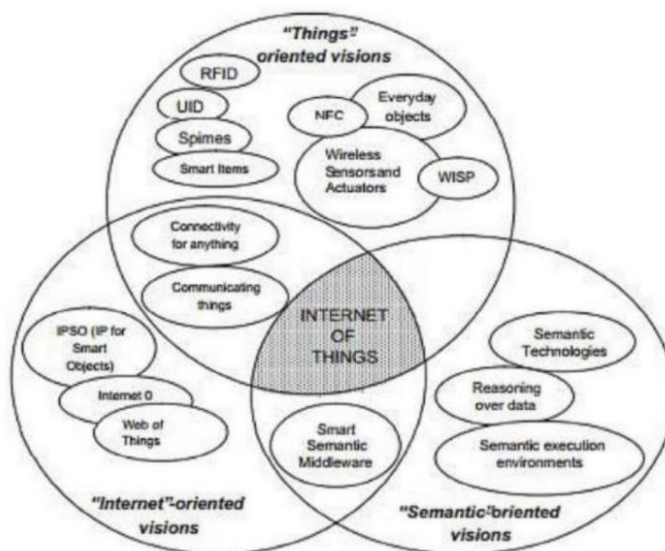 "Things"-
oriented visions
RFID
UID
Spimes
Smart Items
NFC
Everyday
objects
Wireless
Sensors and
Actuators
WISP
Connectivity
for anything
Communicating
things
INTERNET
OF
THINGS
IPSO (IP for
Smart
Objects)
Internet 0
Web of
Things
Smart
Semantic
Middleware
Semantic
Technologies
Reasoning
over data
Semantic execution
environments
"Internet"-oriented
visions
"Semantic"-oriented
visions